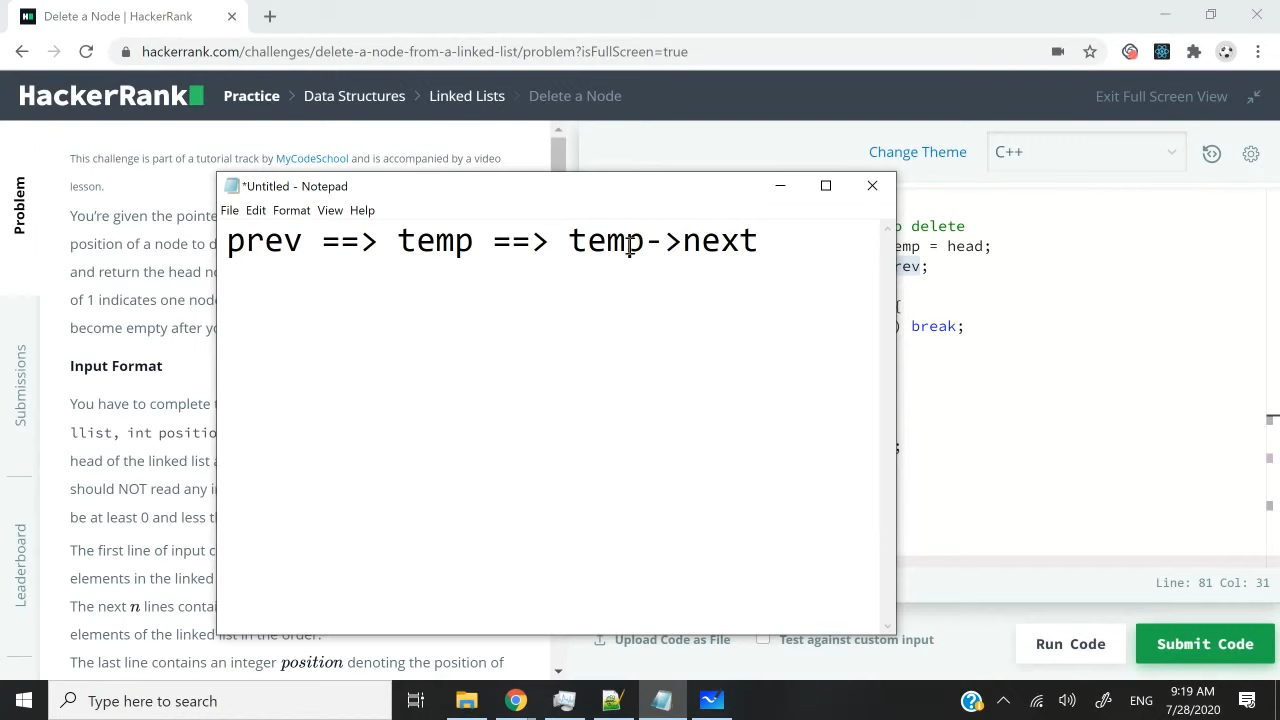 Delete a Node | HackerRank
hackerrank.com/challenges/delete-a-node-from-a-linked-list/problem?isFullScreen=true
HackerRank
Practice > Data Structures > Linked Lists > Delete a Node
Exit Full Screen View
Problem
Submissions
Leaderboard
This challenge is part of a tutorial track by MyCodeSchool and is accompanied by a video
lesson.
You're given the pointe
position of a node to d
and return the head no
of 1 indicates one node
become empty after yo
Input Format
You have to complete t
llist, int positio
head of the linked list a
should NOT read any i
be at least 0 and less th
The first line of input c
elements in the linked
The next n lines contai
elements of the linked list in the order.
The last line contains an integer position denoting the position of
*Untitled - Notepad
File Edit Format View Help
prev ==> temp ==> temp->next
Change Theme
C++
o delete
emp = head;
rev;
{
) break;
;
Line: 81 Col: 31
Upload Code as File
Test against custom input
Run Code
Submit Code
Type here to search
ENG
9:19 AM
7/28/2020